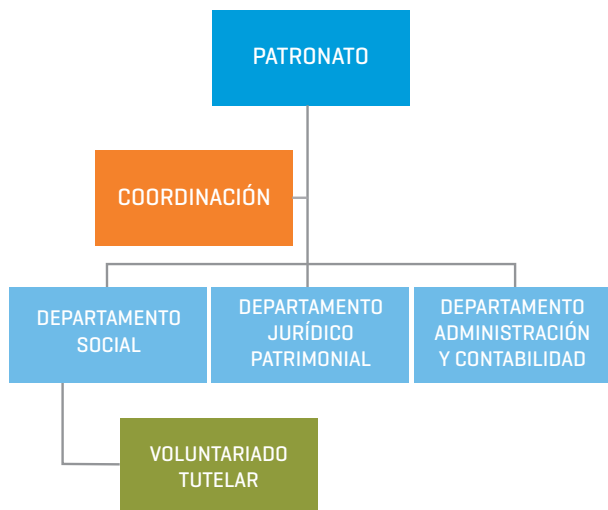 PATRONATO
COORDINACIÓN
DEPARTAMENTO
SOCIAL
DEPARTAMENTO
JURÍDICO
PATRIMONIAL
DEPARTAMENTO
ADMINISTRACIÓN
Y CONTABILIDAD
VOLUNTARIADO
TUTELAR